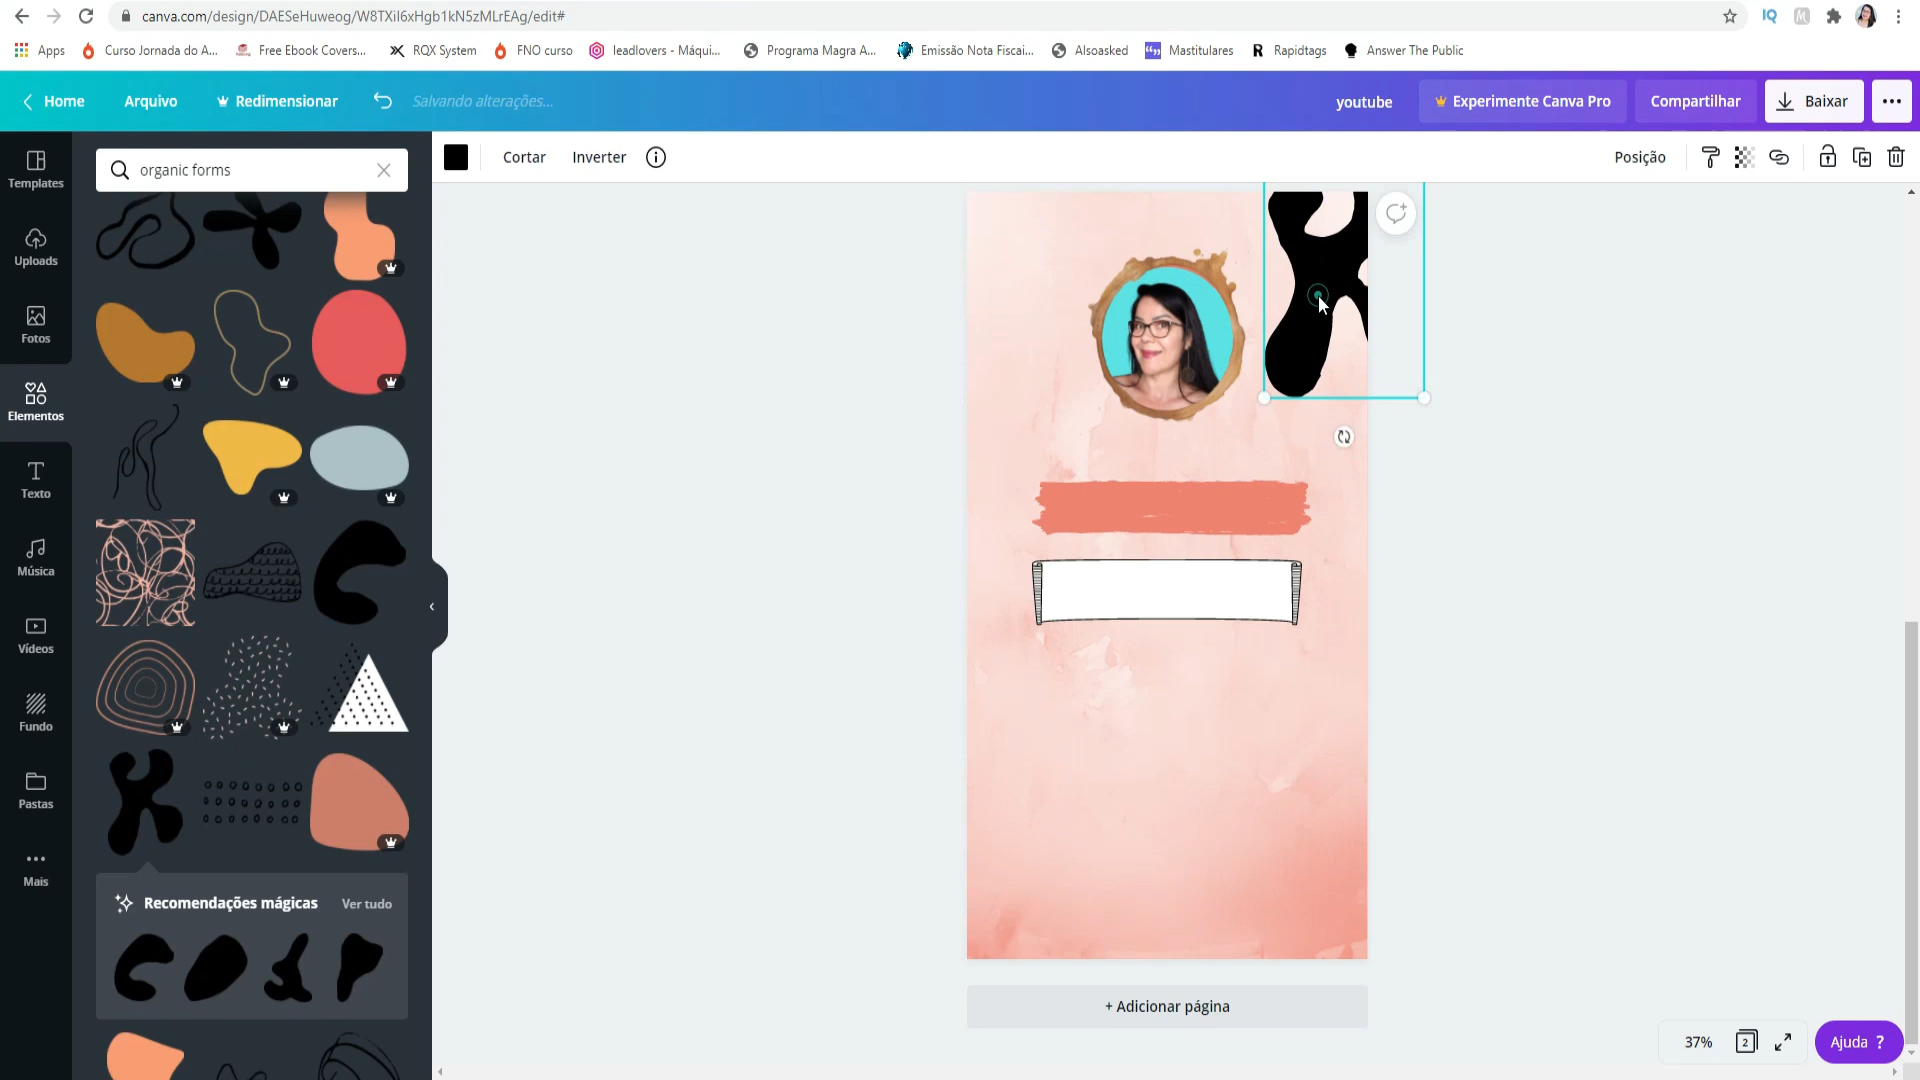 canva.com/design/DAESeHuweog/W8TXil6xHgb1kN5zMLrEAg/edit#
Apps
Curso Jornada do A...
Free Ebook Covers...
RQX System
FNO curso
leadlovers - Máqui...
Programa Magra A...
Emissão Nota Fiscai...
Alsoasked
Mastitulares
Rapidtags
Answer The Public
Home
Arquivo
Redimensionar
Salvando alterações...
youtube
Experimente Canva Pro
Compartilhar
Baixar
Templates
Uploads
Fotos
Elementos
Texto
Música
Vídeos
Fundo
Pastas
Mais
organic forms
Cortar
Inverter
Posição
Recomendações mágicas
Ver tudo
+ Adicionar página
37%
2
Ajuda ?